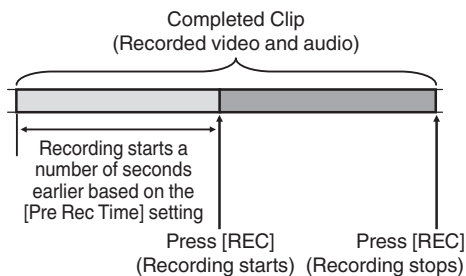 Completed Clip
(Recorded video and audio)
Recording starts a
number of seconds
earlier based on the
[Pre Rec Time] setting
Press [REC]
(Recording starts)
Press [REC]
(Recording stops)